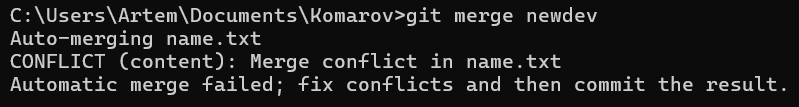 C:\Users\Artem\Documents\Komarov>git merge newdev
Auto-merging name.txt
CONFLICT (content): Merge conflict in name.txt
Automatic merge failed; fix conflicts and then commit the result.